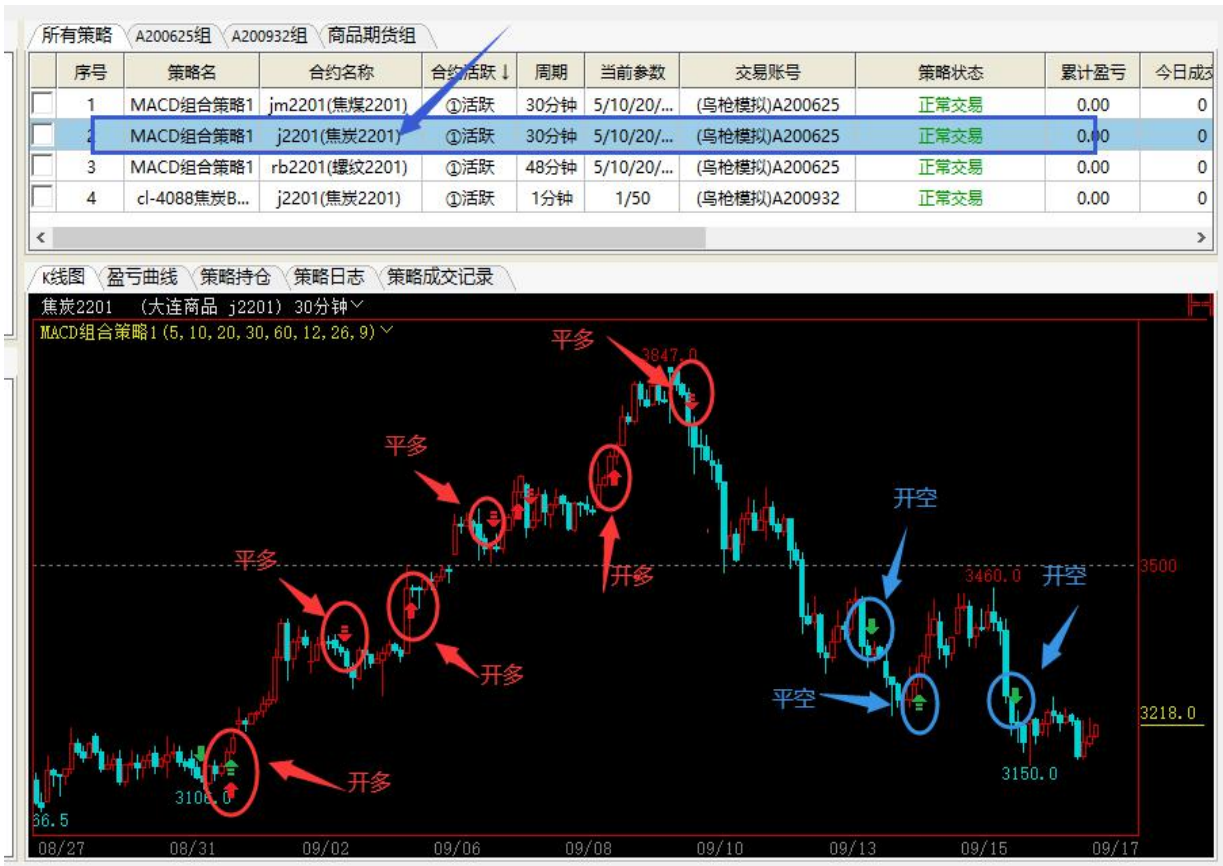 所有策略 A200625组 A200932组 商品期货组
序号 策略名 合约名称 合约活跃↓ 周期 当前参数 交易账号 策略状态 累计盈亏 今日成交
1 MACD组合策略1 jm2201(焦煤2201) ①活跃 30分钟 5/10/20/... (鸟枪模拟)A200625 正常交易 0.00 0
2 MACD组合策略1 j2201(焦炭2201) ①活跃 30分钟 5/10/20/... (鸟枪模拟)A200625 正常交易 0.00 0
3 MACD组合策略1 rb2201(螺纹2201) ①活跃 48分钟 5/10/20/... (鸟枪模拟)A200625 正常交易 0.00 0
4 cl-4088焦炭B... j2201(焦炭2201) ①活跃 1分钟 1/50 (鸟枪模拟)A200932 正常交易 0.00 0
K线图 盈亏曲线 策略持仓 策略日志 策略成交记录
焦炭2201 (大连商品 j2201) 30分钟
MACD组合策略1(5,10,20,30,60,12,26,9)
平多
3847.0
平多
开空
平多
3500
开多
3460.0
开空
开多
平空
3218.0
开多
3150.0
3106.0
66.5
08/27 08/31 09/02 09/06 09/08 09/10 09/13 09/15 09/17